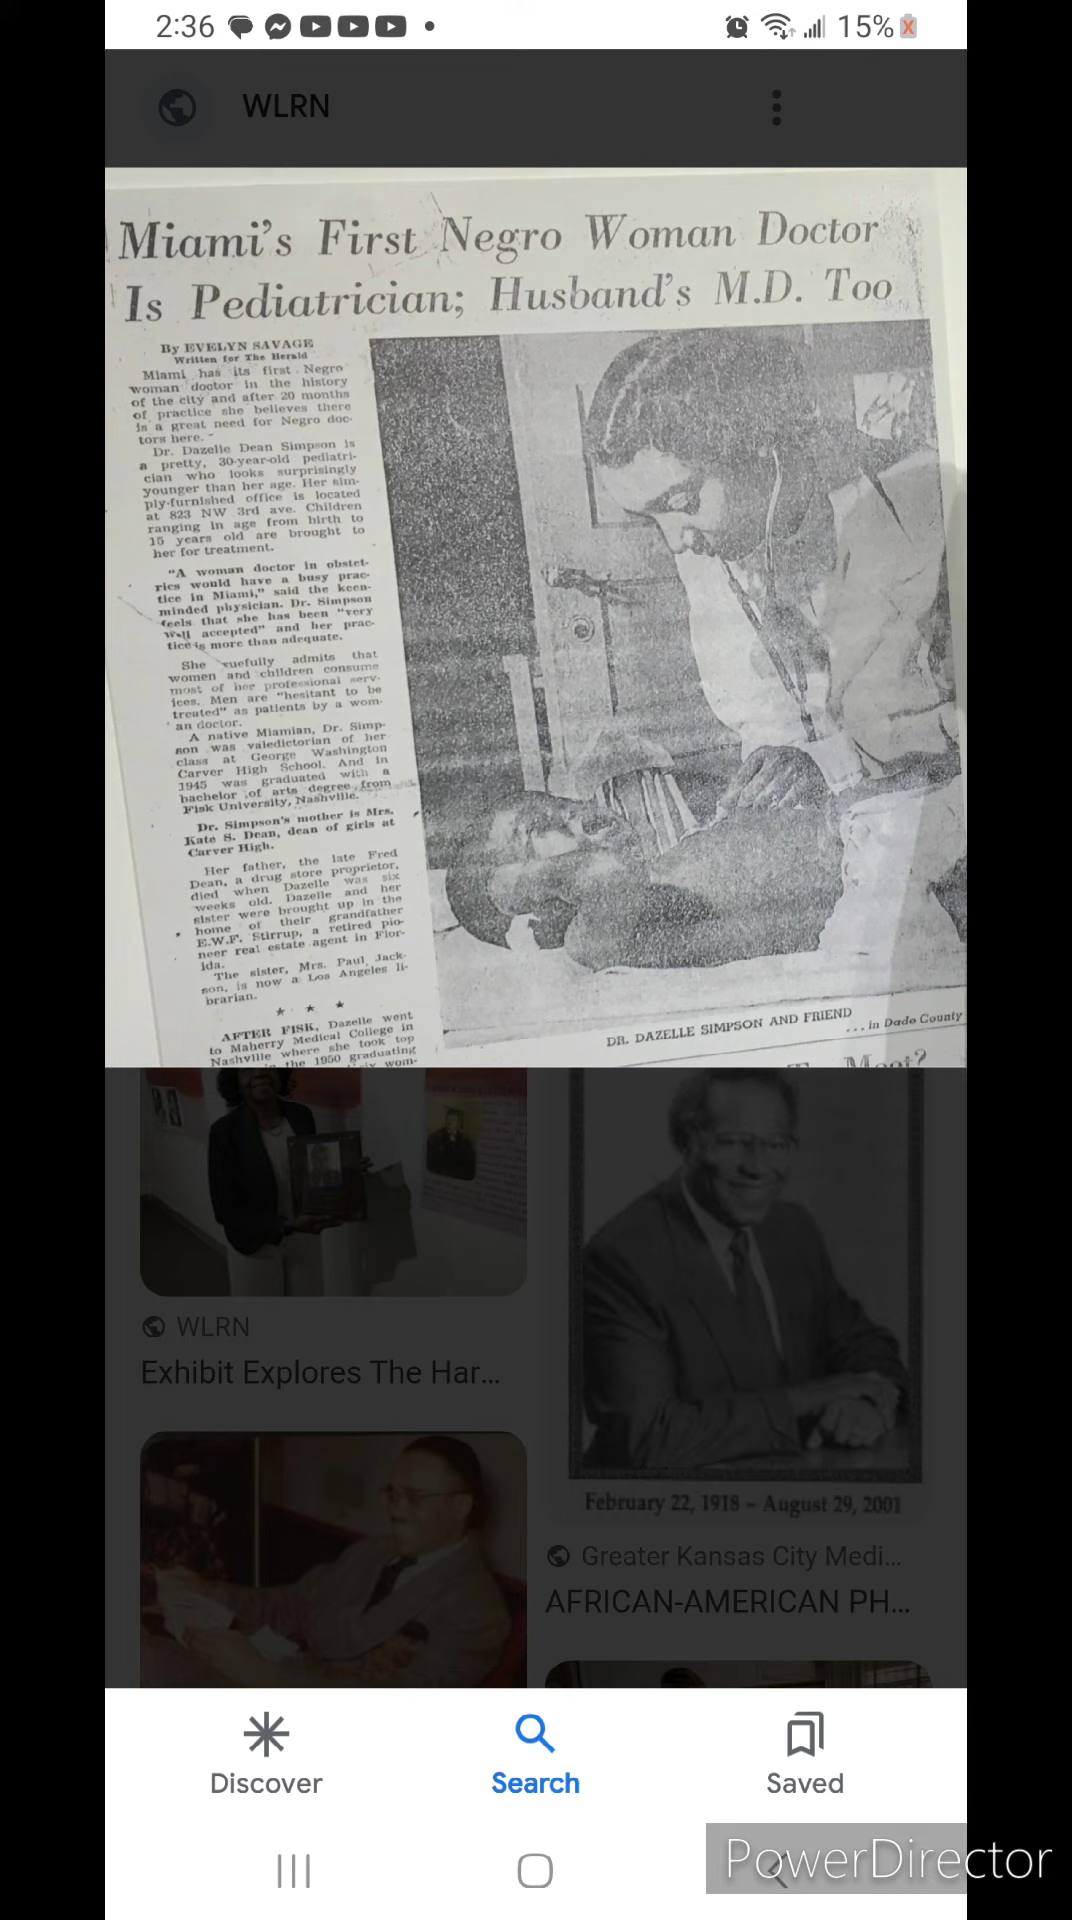 2:36
15%
WLRN
Miami's First Negro Woman Doctor
Is Pediatrician; Husband's M.D. Too
By EVELYN SAVAGE
Written for The Herald
Miami has its first Negro
woman doctor in the history
of the city and after 20 months
of practice she believes there
is a great need for Negro doc-
tors here.
Dr. Dazelle Dean Simpson is
a pretty, 30-year-old pediatri-
cian who looks surprisingly
younger than her age. Her sim-
ply-furnished office is located
at 823 NW 3rd ave. Children
ranging in age from birth to
15 years old are brought to
her for treatment.
"A woman doctor in obstet-
rics would have a busy prac-
tice in Miami," said the keen-
minded physician. Dr. Simpson
feels that she has been "very
well accepted" and her prac-
tice is more than adequate.
She ruefully admits that
women and children consume
most of her professional serv-
ices. Men are "hesitant to be
treated" as patients by a wom-
an doctor.
A native Miamian, Dr. Simp-
son was valedictorian of her
class at George Washington
Carver High School. And in
1945 was graduated with a
bachelor of arts degree from
Fisk University, Nashville.
Dr. Simpson's mother is Mrs.
Kate S. Dean, dean of girls at
Carver High.
Her father, the late Fred
Dean, a drug store proprietor,
died when Dazelle was six
weeks old. Dazelle and her
sister were brought up in the
home of their grandfather
E.W.F. Stirrup, a retired pio-
neer real estate agent in Flor-
ida.
The sister, Mrs. Paul Jack-
son, is now a Los Angeles li-
brarian.
★ ★ ★
AFTER FISK, Dazelle went
to Maherry Medical College in
Nashville where she took top
in the 1950 graduating
wom-
DR. DAZELLE SIMPSON AND FRIEND
... in Dade County
Meet?
WLRN
Exhibit Explores The Har...
February 22, 1918 – August 29, 2001
Greater Kansas City Medi...
AFRICAN-AMERICAN PH...
Discover
Search
Saved
PowerDirector